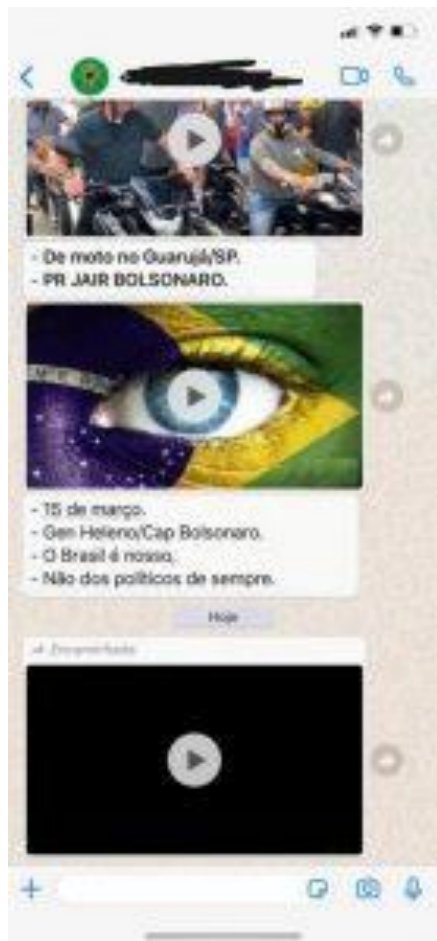 - De moto no Guarujá/SP.
- PR JAIR BOLSONARO.
- 15 de março.
- Gen Heleno/Cap Bolsonaro.
- O Brasil é nosso,
- Não dos políticos de sempre.
Hoje
Encaminhada